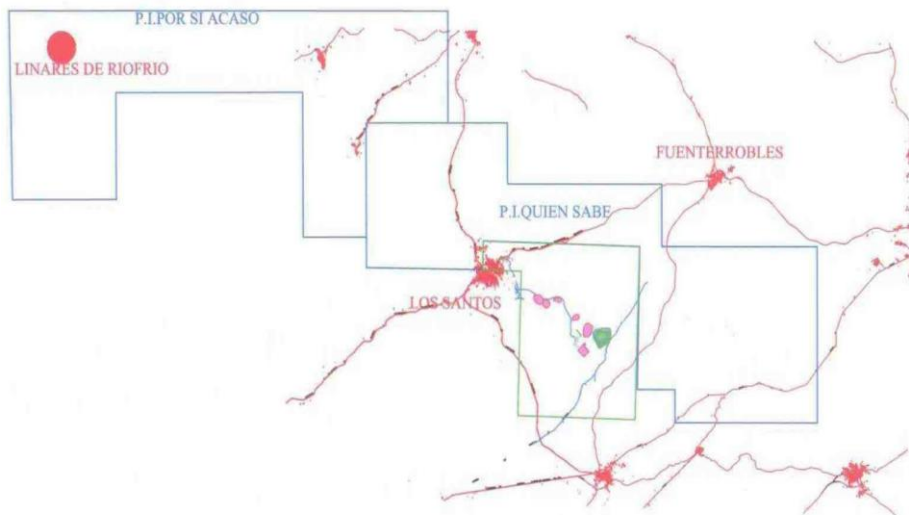 P.I.POR SI ACASO
LINARES DE RIOFRIO
FUENTERROBLES
P.I.QUIEN SABE
LOS SANTOS